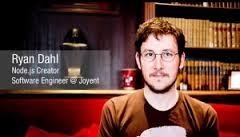 Ryan Dahl
Node.js Creator
Software Engineer @ Joyent